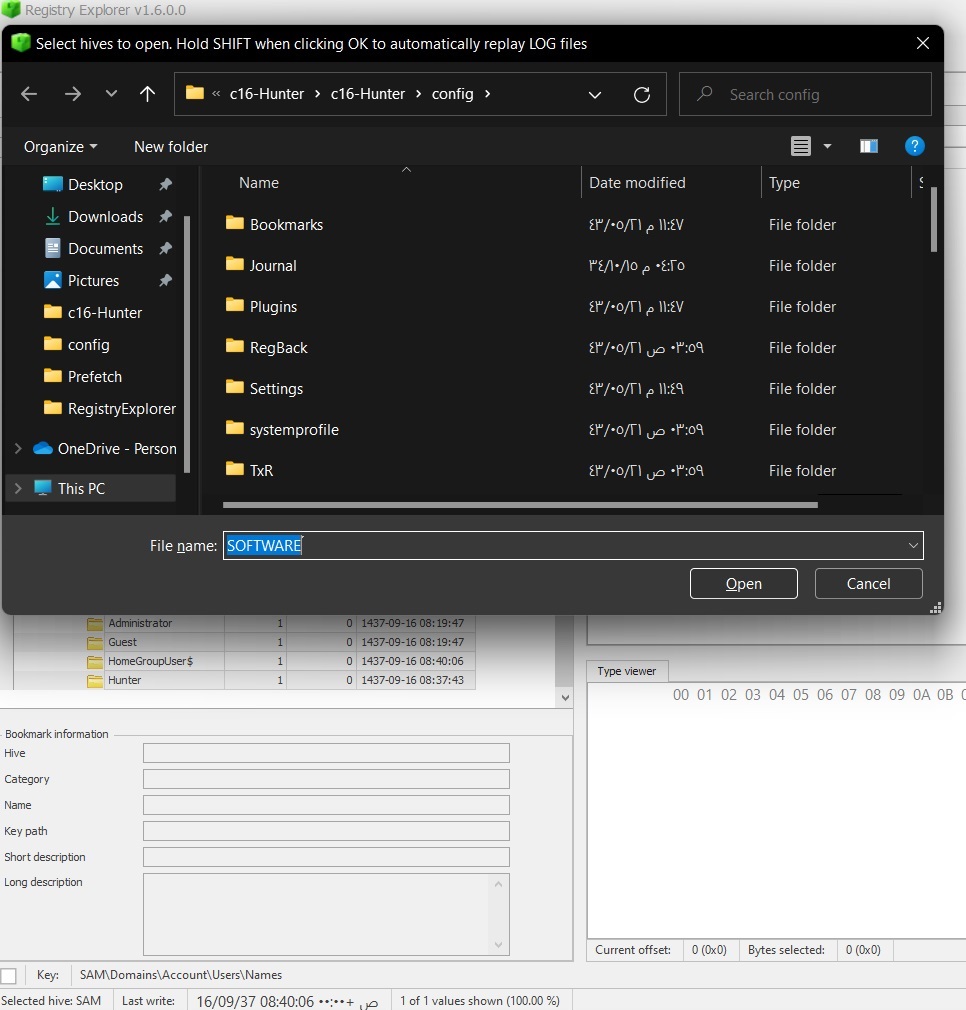 Registry Explorer v1.6.0.0
Select hives to open. Hold SHIFT when clicking OK to automatically replay LOG files
« c16-Hunter › c16-Hunter › config ›
Search config
Organize
New folder
?
Name Date modified Type
Desktop
Downloads
Documents
Pictures
c16-Hunter
config
Prefetch
RegistryExplorer
OneDrive - Person
This PC
Bookmarks ٤٣/٠٥/٢١ ١١:٤٧ م File folder
Journal ٣٤/١٠/١٥ ٠٤:٢٥ م File folder
Plugins ٤٣/٠٥/٢١ ١١:٤٧ م File folder
RegBack ٤٣/٠٥/٢١ ٠٣:٥٩ ص File folder
Settings ٤٣/٠٥/٢١ ١١:٤٩ م File folder
systemprofile ٤٣/٠٥/٢١ ٠٣:٥٩ ص File folder
TxR ٤٣/٠٥/٢١ ٠٣:٥٩ ص File folder
File name: SOFTWARE
Open Cancel
Administrator 1 0 1437-09-16 08:19:47
Guest 1 0 1437-09-16 08:19:47
HomeGroupUser$ 1 0 1437-09-16 08:40:06
Hunter 1 0 1437-09-16 08:37:43
Type viewer
00 01 02 03 04 05 06 07 08 09 0A 0B
Bookmark information
Hive
Category
Name
Key path
Short description
Long description
Current offset: 0 (0x0) Bytes selected: 0 (0x0)
Key: SAM\Domains\Account\Users\Names
Selected hive: SAM Last write: 16/09/37 08:40:06 ص +٠٠:٠٠ 1 of 1 values shown (100.00 %)